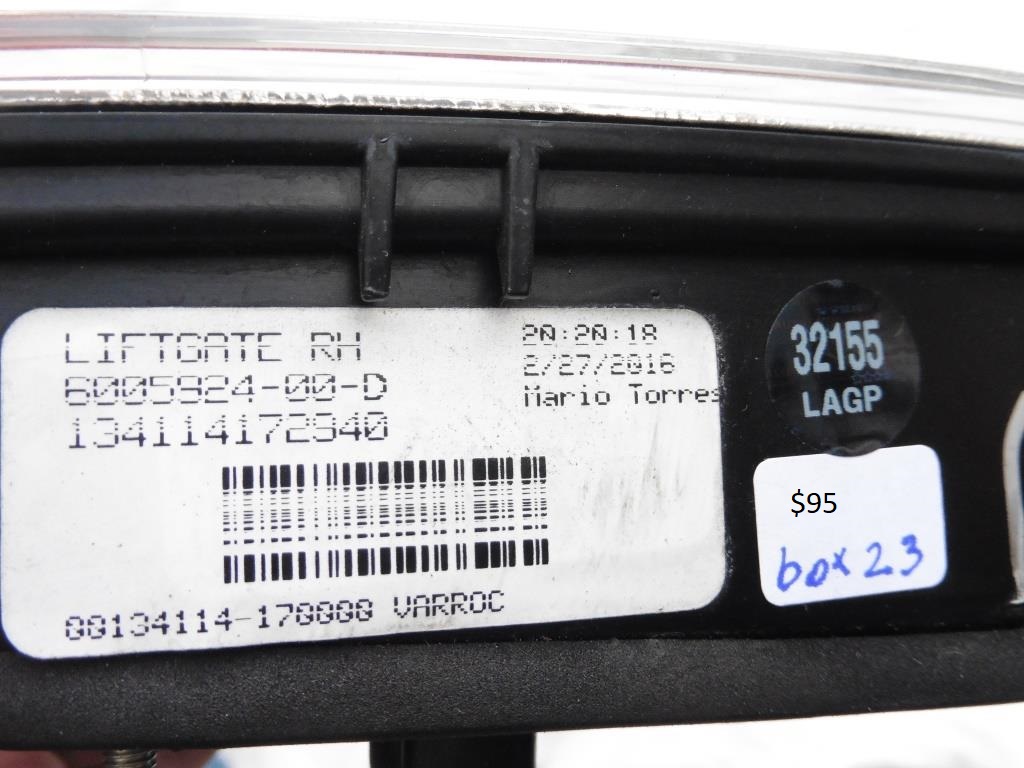 LIFTGATE RH
6005924-00-D
134114172540
20:20:18
2/27/2016
Mario Torres
00134114-170000 VARROC
32155
LAGP
$95
box 23